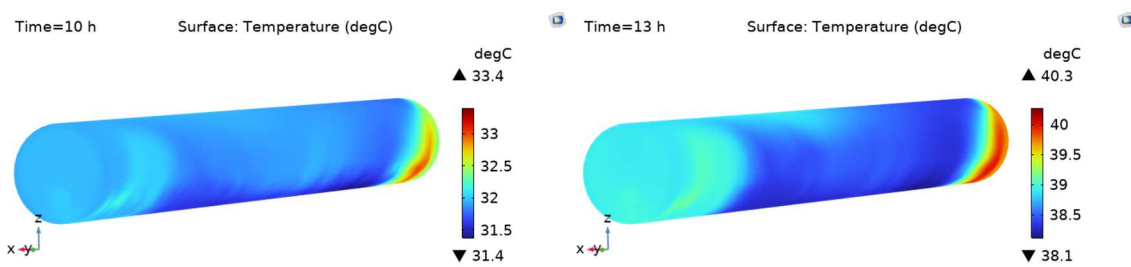 Time=10 h Surface: Temperature (degC)
degC
▲ 33.4
33
32.5
32
31.5
▼ 31.4
z
x y
Time=13 h Surface: Temperature (degC)
degC
▲ 40.3
40
39.5
39
38.5
▼ 38.1
z
x y